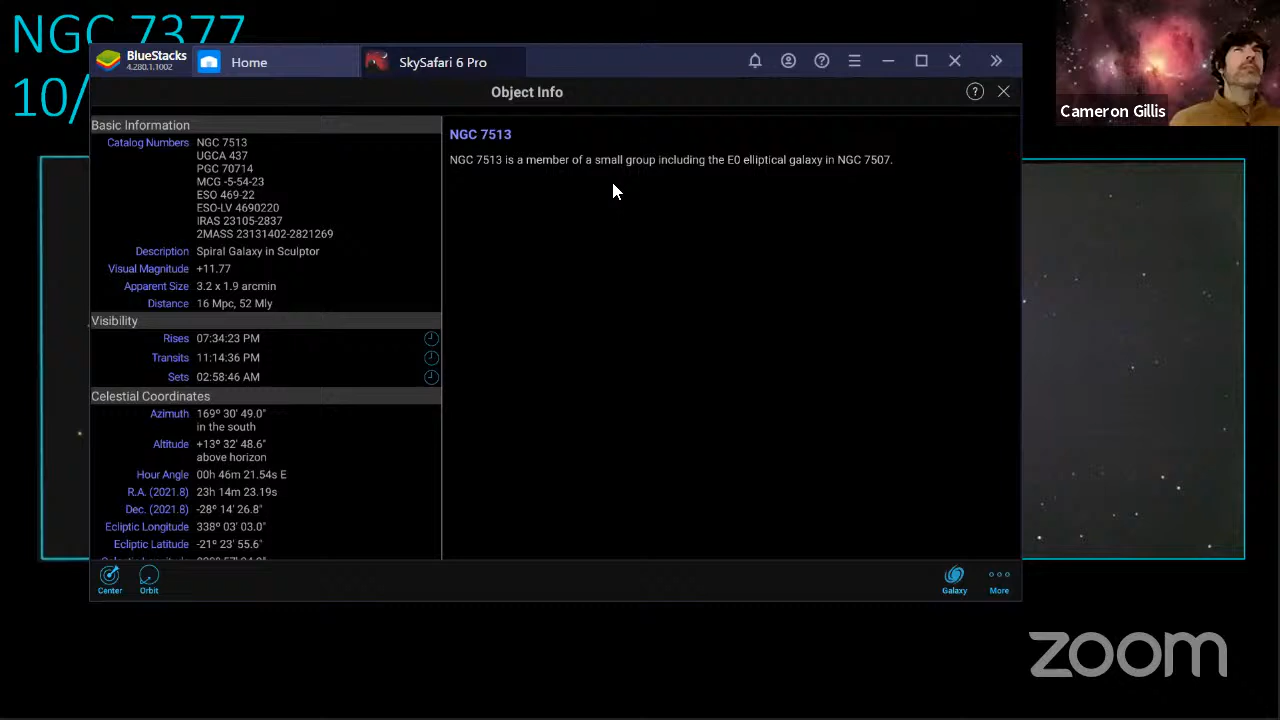 NGC 7377
10/
BlueStacks
4.280.1.1002
Home
SkySafari 6 Pro
Cameron Gillis
Object Info
Basic Information
Catalog Numbers NGC 7513
UGCA 437
PGC 70714
MCG -5-54-23
ESO 469-22
ESO-LV 4690220
IRAS 23105-2837
2MASS 23131402-2821269
Description Spiral Galaxy in Sculptor
Visual Magnitude +11.77
Apparent Size 3.2 x 1.9 arcmin
Distance 16 Mpc, 52 Mly
Visibility
Rises 07:34:23 PM
Transits 11:14:36 PM
Sets 02:58:46 AM
Celestial Coordinates
Azimuth 169º 30' 49.0"
in the south
Altitude +13º 32' 48.6"
above horizon
Hour Angle 00h 46m 21.54s E
R.A. (2021.8) 23h 14m 23.19s
Dec. (2021.8) -28º 14' 26.8"
Ecliptic Longitude 338º 03' 03.0"
Ecliptic Latitude -21º 23' 55.6"
NGC 7513
NGC 7513 is a member of a small group including the E0 elliptical galaxy in NGC 7507.
Center
Orbit
Galaxy
More
zoom